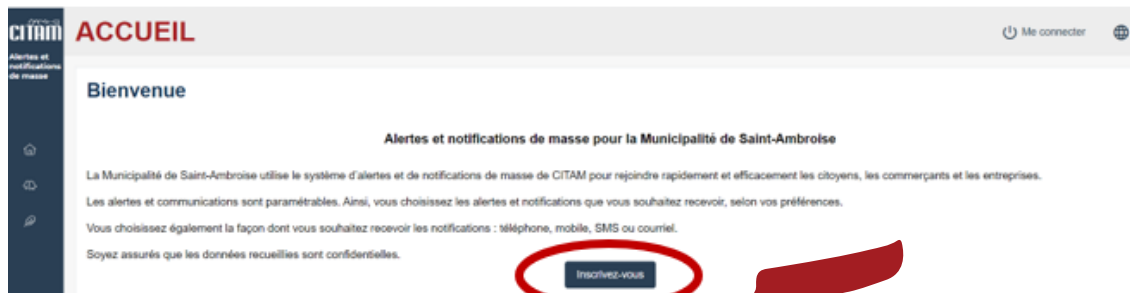 CITAM
Alertes et
notifications
de masse
ACCUEIL
Me connecter
Bienvenue
Alertes et notifications de masse pour la Municipalité de Saint-Ambroise
La Municipalité de Saint-Ambroise utilise le système d'alertes et de notifications de masse de CITAM pour rejoindre rapidement et efficacement les citoyens, les commerçants et les entreprises.
Les alertes et communications sont paramétrables. Ainsi, vous choisissez les alertes et notifications que vous souhaitez recevoir, selon vos préférences.
Vous choisissez également la façon dont vous souhaitez recevoir les notifications : téléphone, mobile, SMS ou courriel.
Soyez assurés que les données recueillies sont confidentielles.
Inscrivez-vous